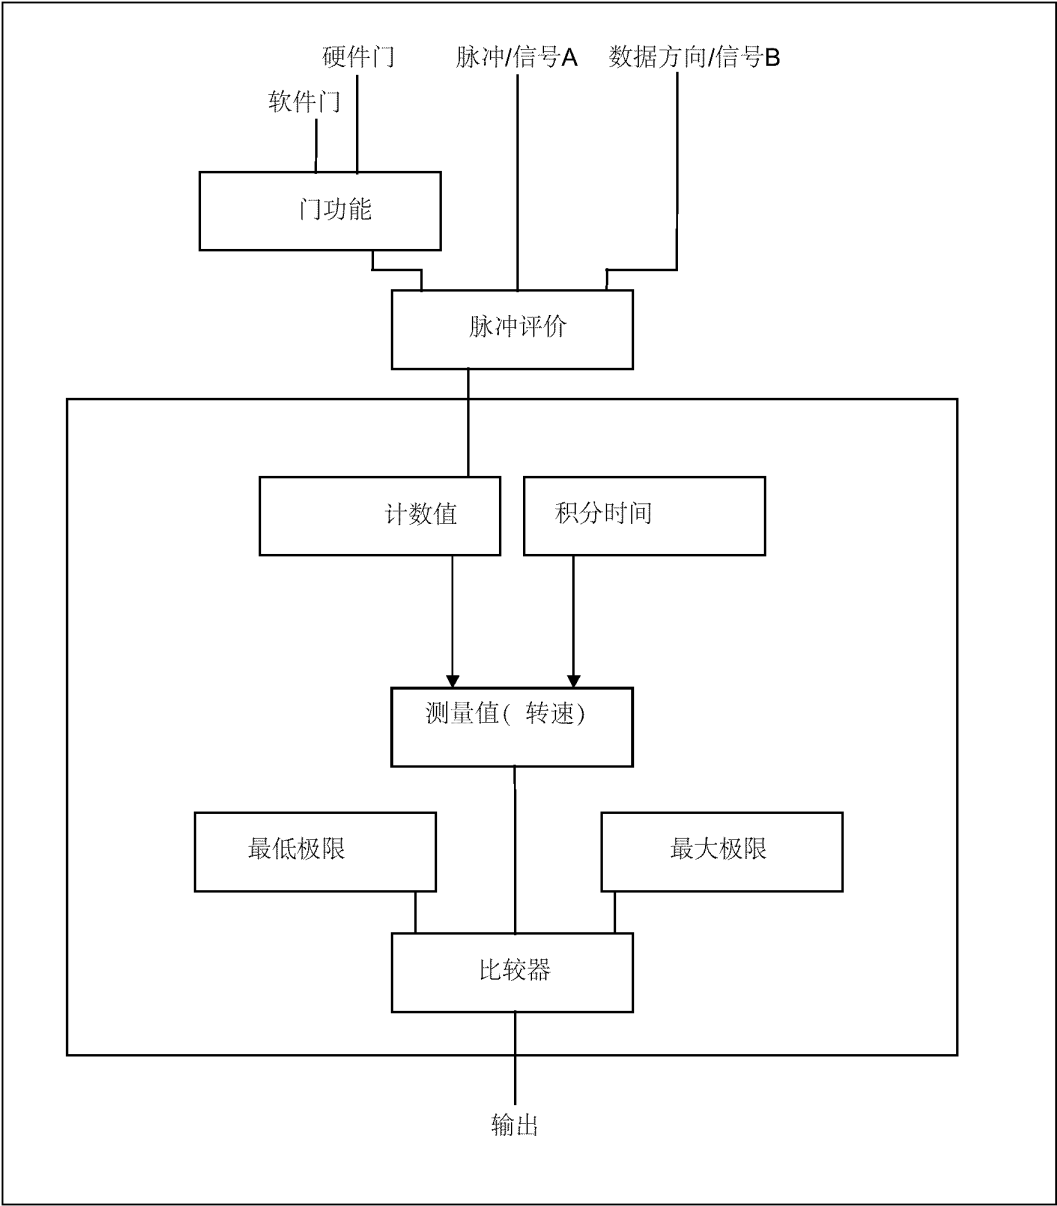 硬件门
脉冲/信号A
数据方向/信号B
软件门
门功能
脉冲评价
计数值
积分时间
测量值( 转速)
最低极限
最大极限
比较器
输出